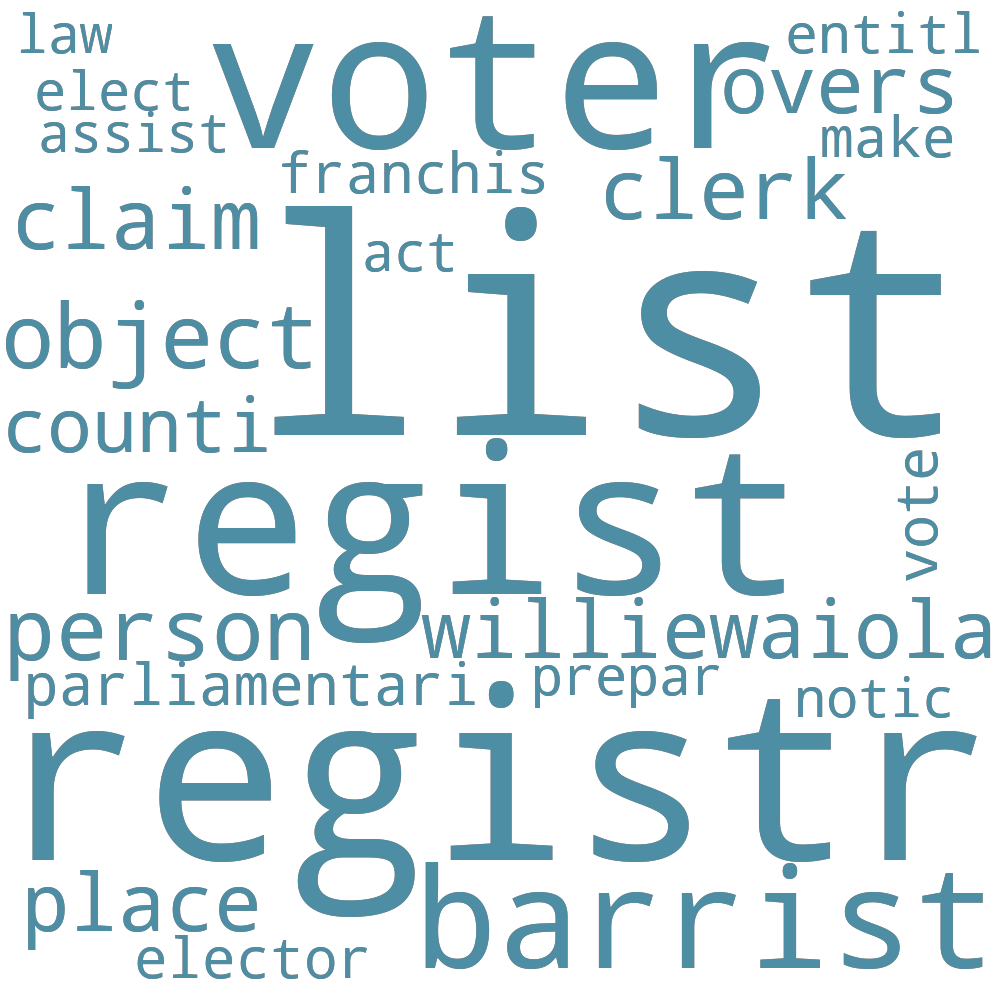 law
voter
entitl
elect
overs
assist
make
franchis
clerk
claim
act
list
object
counti
regist
vote
person
williewaiola
parliamentari
prepar
notic
registr
place
barrist
elector